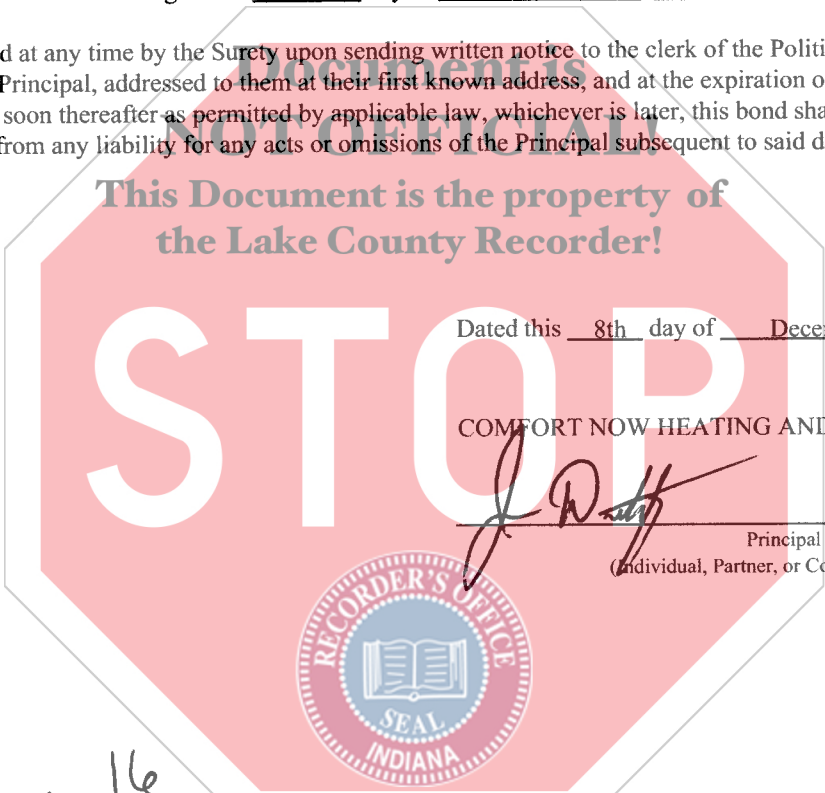 d at any time by the Surety upon sending written notice to the clerk of the Politi
Principal, addressed to them at their first known address, and at the expiration o
soon thereafter as permitted by applicable law, whichever is later, this bond sha
from any liability for any acts or omissions of the Principal subsequent to said d
Document is
NOT OFFICIAL!
This Document is the property of
the Lake County Recorder!
STOP
Dated this 8th day of Decem
COMFORT NOW HEATING AND
Principal
(Individual, Partner, or Co
RECORDER'S OFFICE
SEAL
INDIANA
16